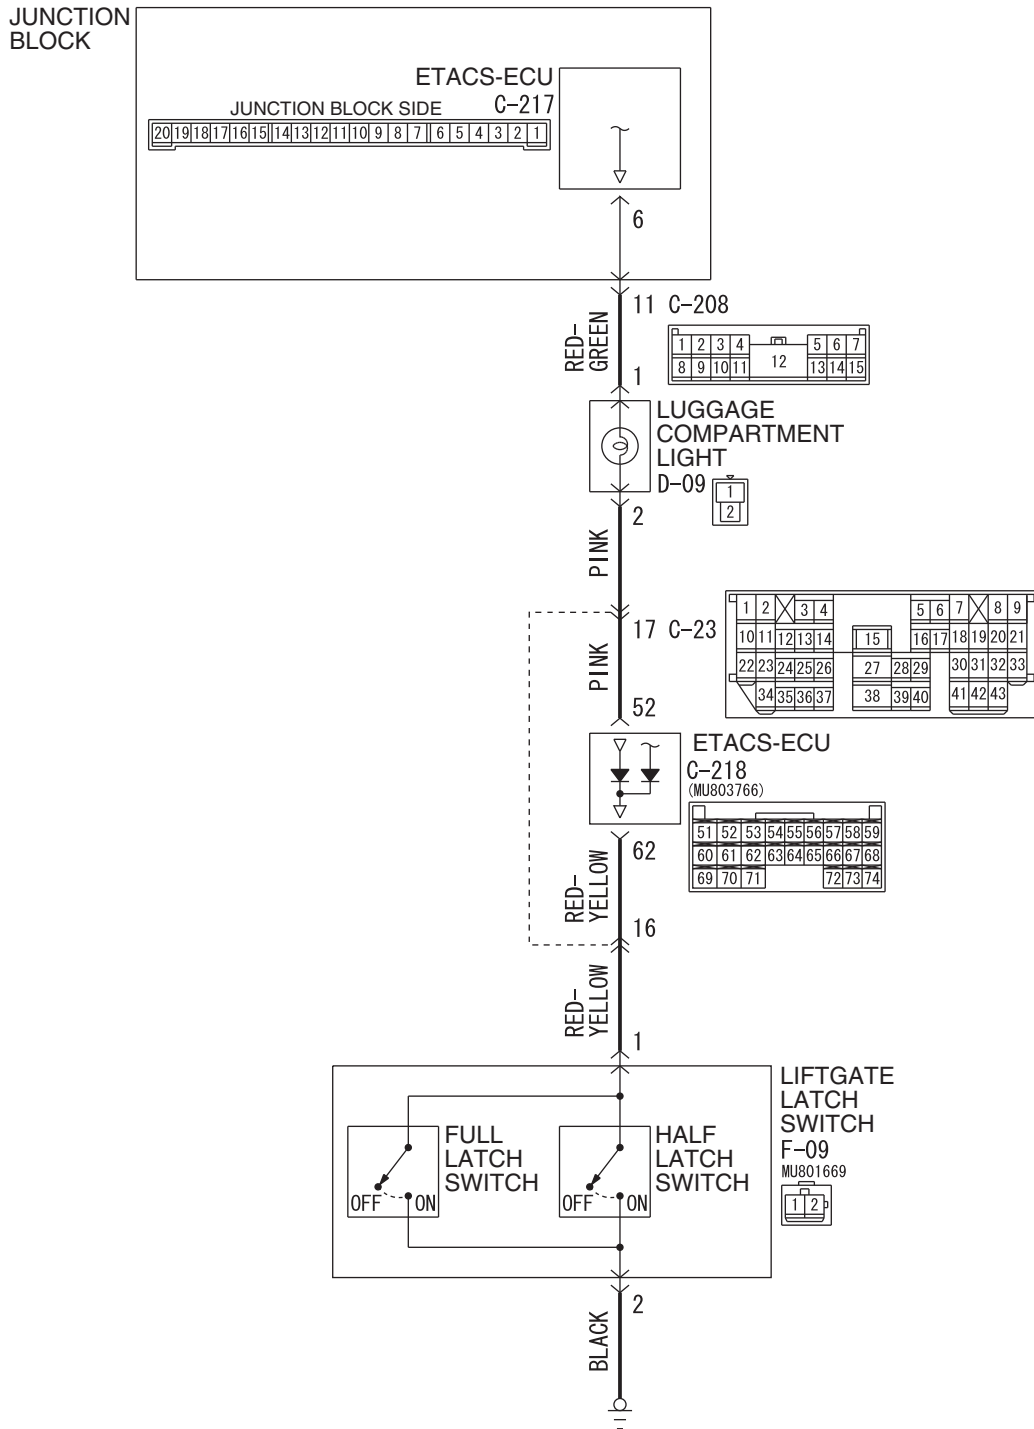 JUNCTION
BLOCK
ETACS-ECU
C-217
JUNCTION BLOCK SIDE
20 19 18 17 16 15 14 13 12 11 10 9 8 7 6 5 4 3 2 1
6
11 C-208
RED-
GREEN
1 2 3 4 5 6 7
8 9 10 11 12 13 14 15
1
LUGGAGE
COMPARTMENT
LIGHT
D-09
1
2
2
PINK
17 C-23
1 2 3 4 5 6 7 8 9
10 11 12 13 14 15 16 17 18 19 20 21
22 23 24 25 26 27 28 29 30 31 32 33
34 35 36 37 38 39 40 41 42 43
PINK
52
ETACS-ECU
C-218
(MU803766)
51 52 53 54 55 56 57 58 59
60 61 62 63 64 65 66 67 68
69 70 71 72 73 74
62
RED-
YELLOW
16
RED-
YELLOW
1
LIFTGATE
LATCH
SWITCH
F-09
MU801669
1 2
FULL
LATCH
SWITCH
OFF ON
HALF
LATCH
SWITCH
OFF ON
2
BLACK